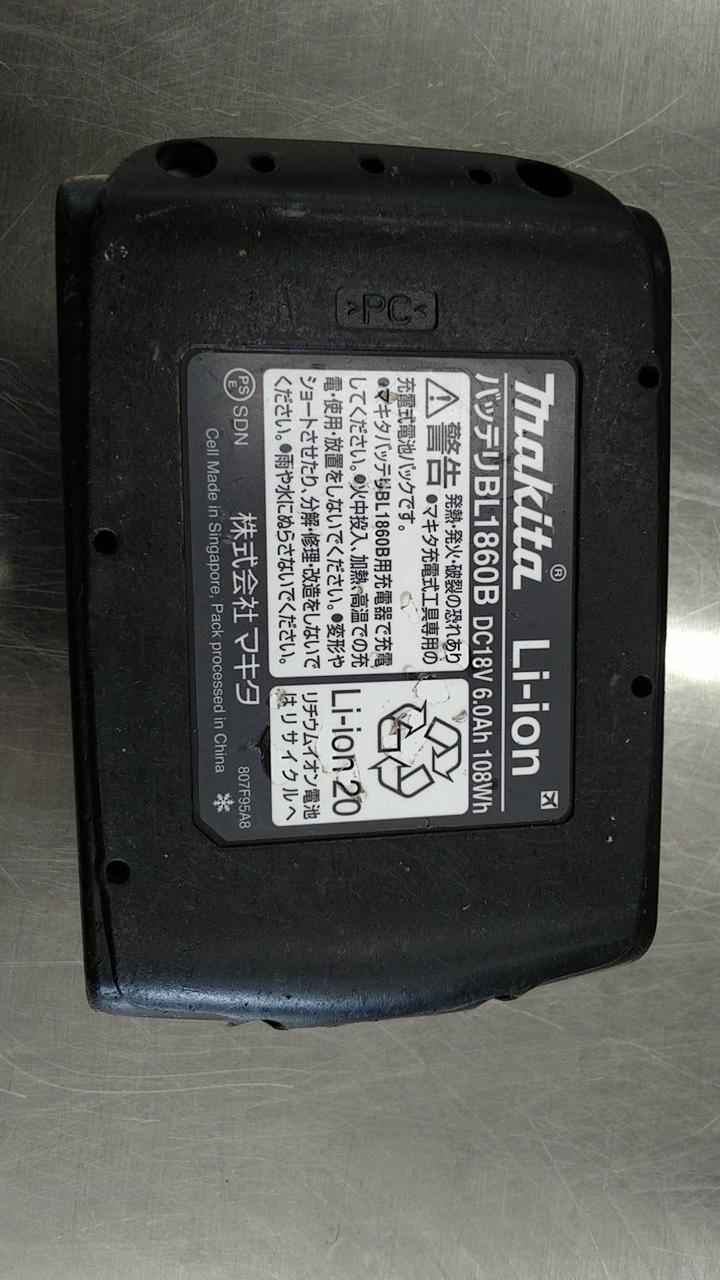 >PC<
makita® Li-ion
バッテリBL1860B DC18V 6.0Ah 108Wh
警告 発熱・発火・破裂の恐れあり
●マキタ充電式工具専用の
充電式電池パックです。
●マキタバッテリBL1860B用充電器で充電
してください。●火中投入、加熱、高温での充
電・使用・放置をしないでください。●変形や
ショートさせたり、分解・修理・改造をしないで
ください。●雨や水にぬらさないでください。
Li-ion 20
リチウムイオン電池
はリサイクルへ
PS
E
SDN
株式会社 マキタ
807F95A8
Cell Made in Singapore, Pack processed in China